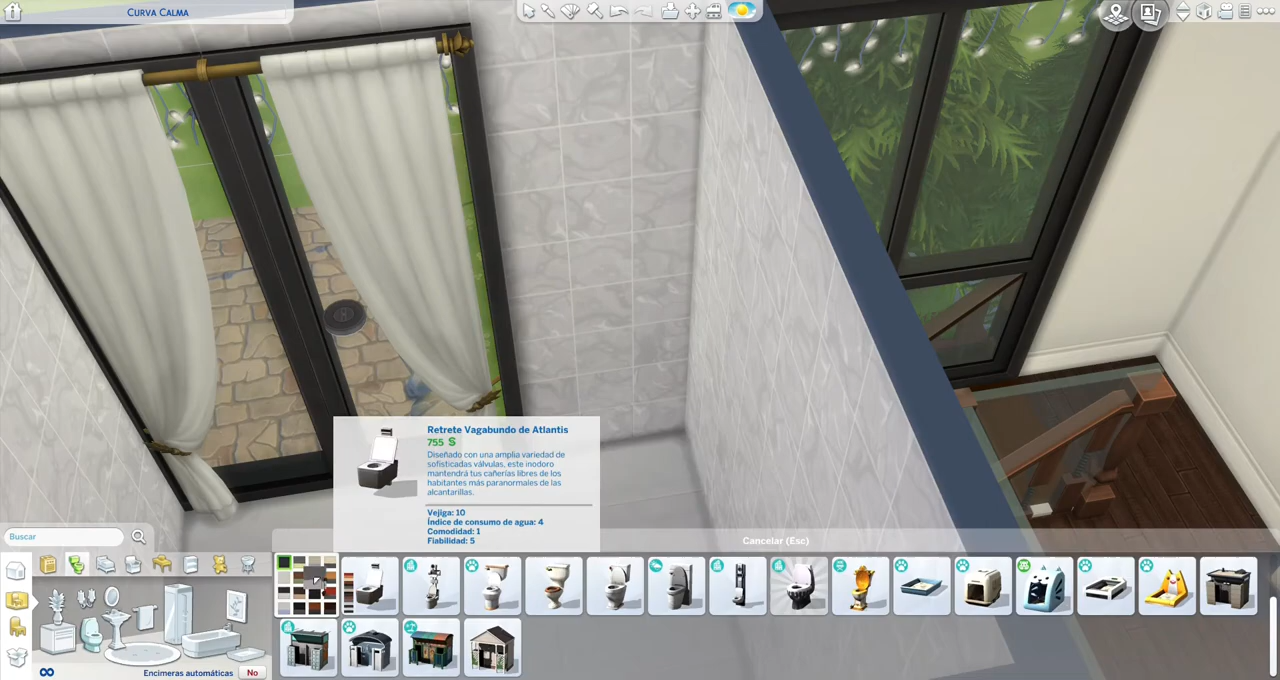 CURVA CALMA
Retrete Vagabundo de Atlantis
755 $
Diseñado con una amplia variedad de
sofisticadas válvulas, este inodoro
mantendrá tus cañerías libres de los
habitantes más paranormales de las
alcantarillas.
Vejiga: 10
Índice de consumo de agua: 4
Comodidad: 1
Fiabilidad: 5
Buscar
Cancelar (Esc)
Encimeras automáticas
No